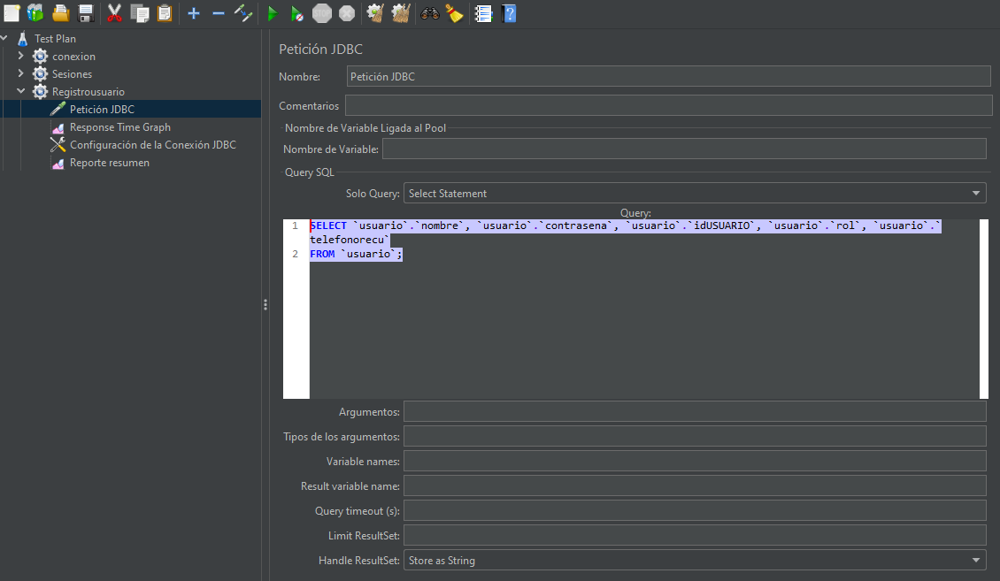 STOP
Test Plan
conexion
Sesiones
Registrousuario
Petición JDBC
Response Time Graph
Configuración de la Conexión JDBC
Reporte resumen
Petición JDBC
Nombre: Petición JDBC
Comentarios
Nombre de Variable Ligada al Pool
Nombre de Variable:
Query SQL
Solo Query: Select Statement
Query:
1 SELECT `usuario`.`nombre`, `usuario`.`contrasena`, `usuario`.`idUSUARIO`, `usuario`.`rol`, `usuario`.`
telefonorecu`
2 FROM `usuario`;
Argumentos:
Tipos de los argumentos:
Variable names:
Result variable name:
Query timeout (s):
Limit ResultSet:
Handle ResultSet: Store as String